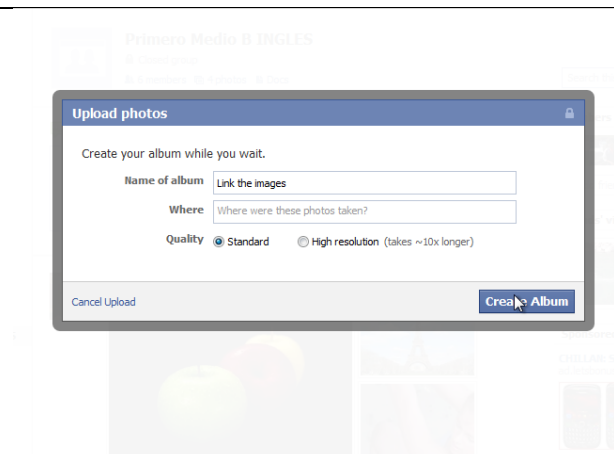 Primero Medio B INGLES
Upload photos
Create your album while you wait.
Name of album Link the images
Where Where were these photos taken?
Quality Standard High resolution (takes ~10x longer)
Cancel Upload Create Album